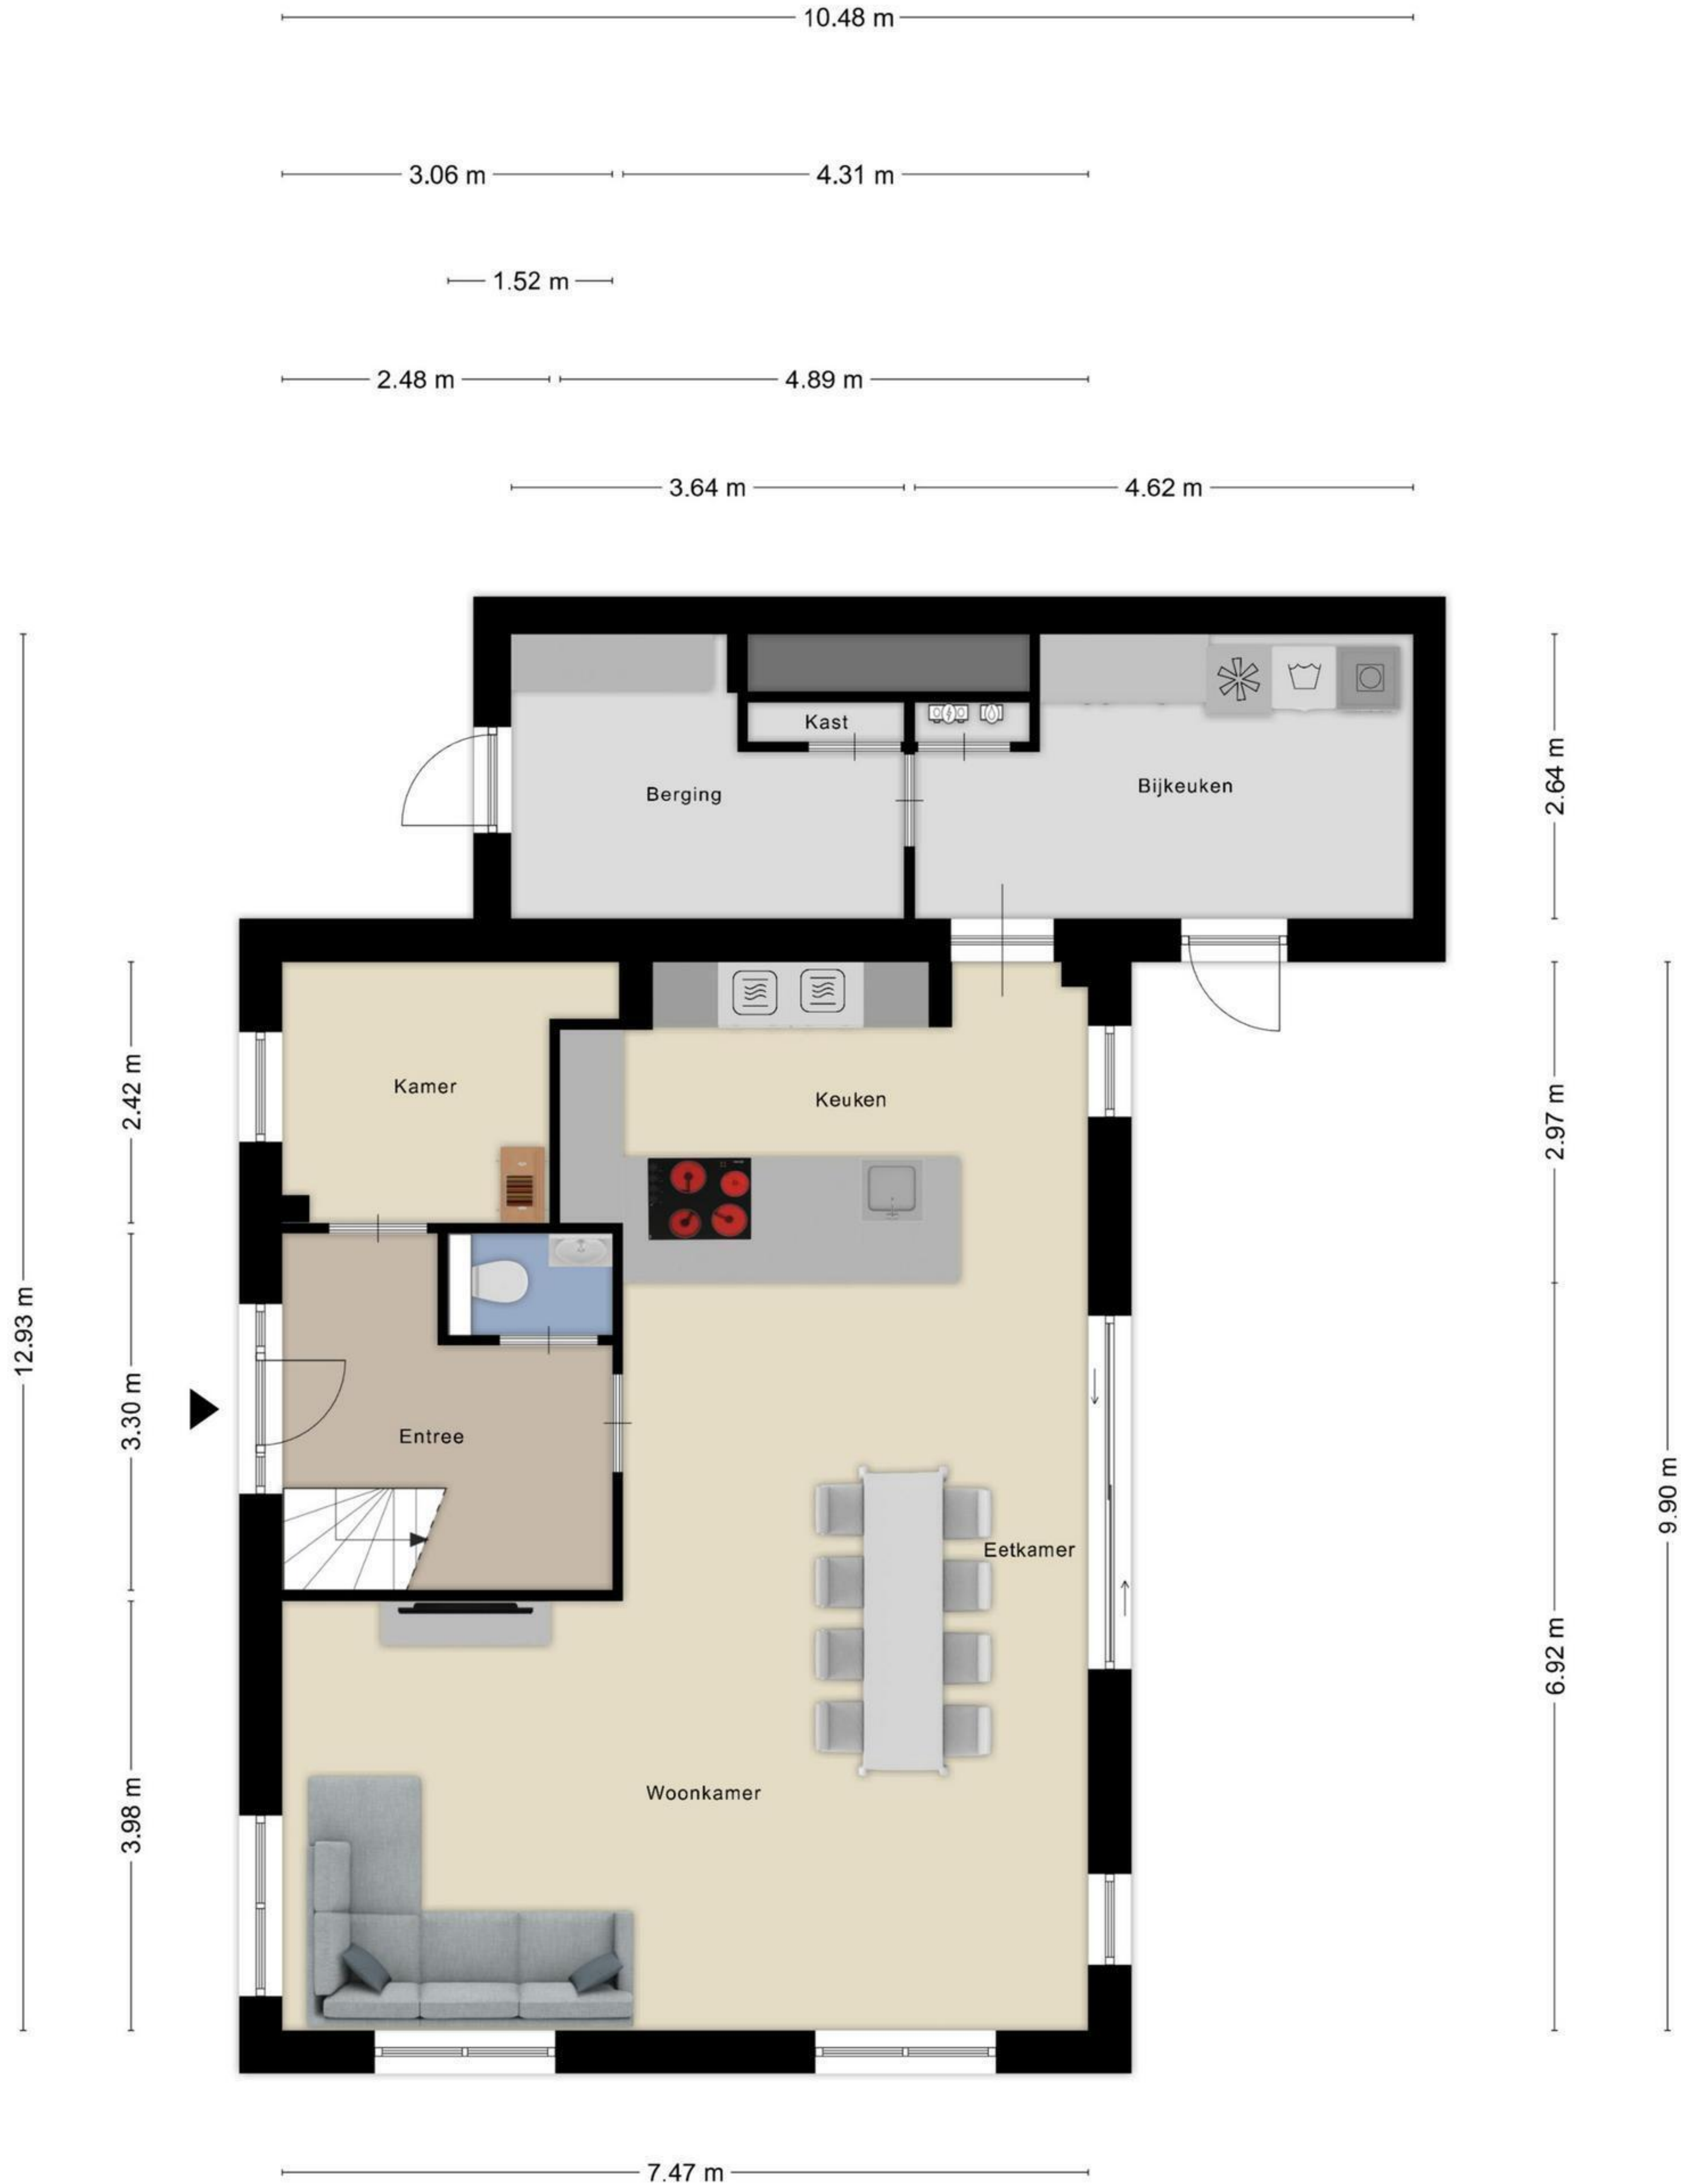 10.48 m
3.06 m
4.31 m
1.52 m
2.48 m
4.89 m
3.64 m
4.62 m
Kast
Berging
Bijkeuken
2.64 m
Kamer
Keuken
2.42 m
2.97 m
12.93 m
3.30 m
Entree
Eetkamer
9.90 m
6.92 m
Woonkamer
3.98 m
7.47 m